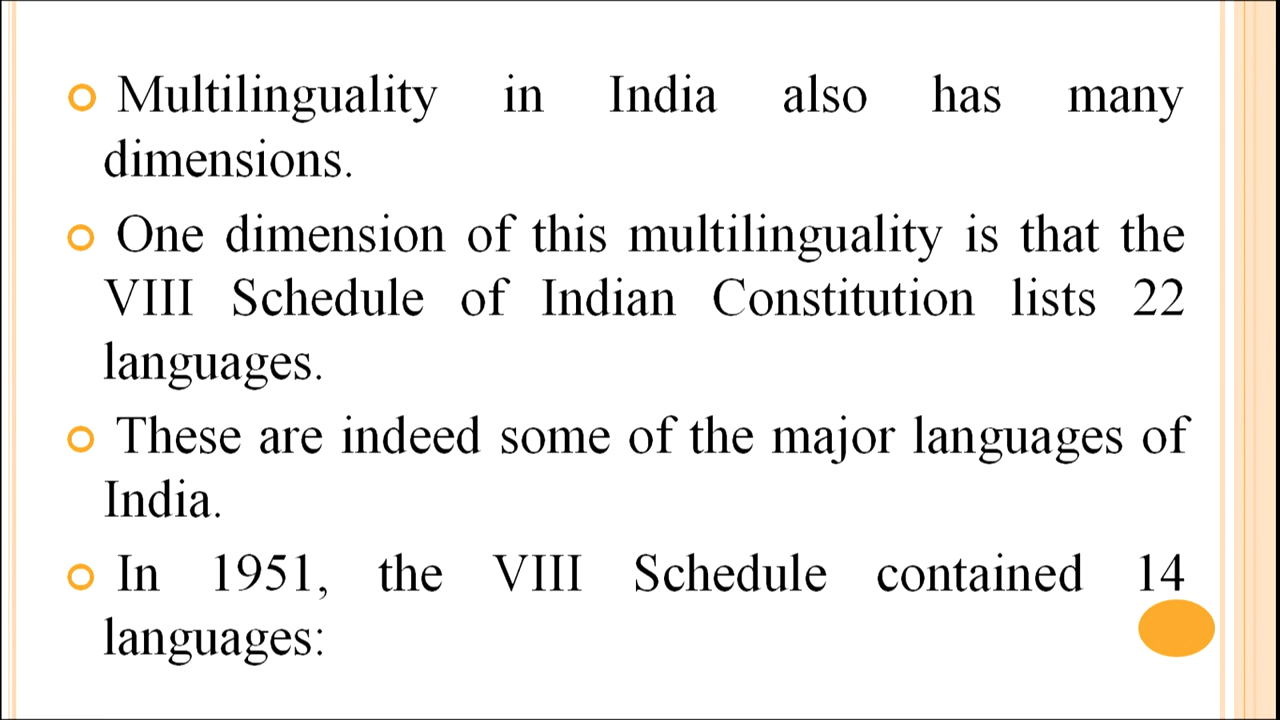 Multilinguality in India also has many
dimensions.
One dimension of this multilinguality is that the
VIII Schedule of Indian Constitution lists 22
languages.
These are indeed some of the major languages of
India.
In 1951, the VIII Schedule contained 14
languages: